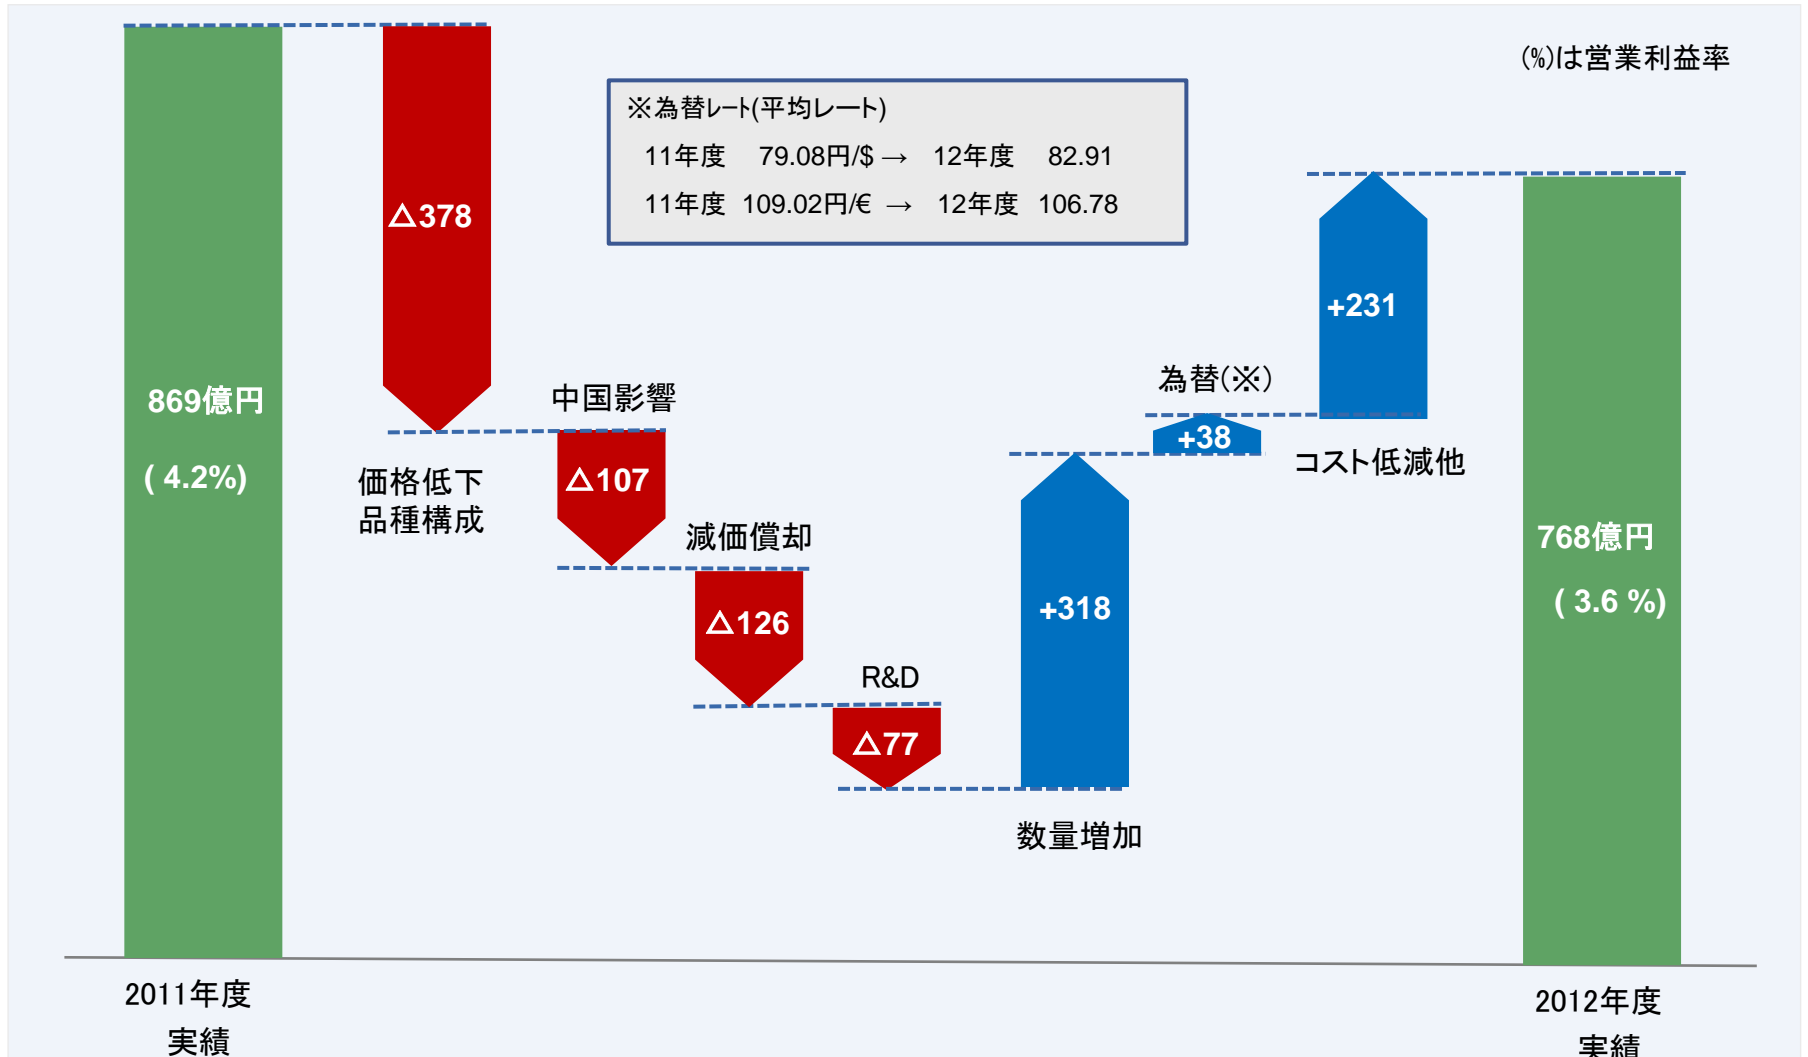 (%)は営業利益率
※為替レート(平均レート)
11年度 79.08円/$ → 12年度 82.91
11年度 109.02円/€ → 12年度 106.78
△378
+231
為替(※)
869億円
( 4.2%)
中国影響
+38
コスト低減他
価格低下
品種構成
△107
減価償却
768億円
( 3.6 %)
△126
+318
R&D
△77
数量増加
2011年度
実績
2012年度
実績